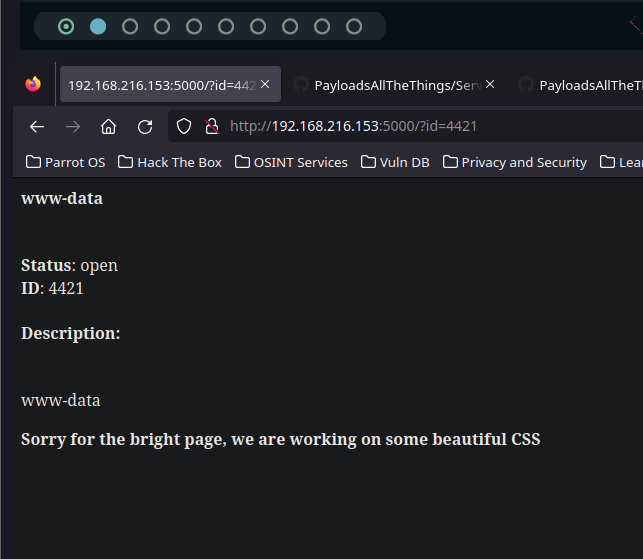 192.168.216.153:5000/?id=442
PayloadsAllTheThings/Serv
PayloadsAllTheT
http://192.168.216.153:5000/?id=4421
Parrot OS Hack The Box OSINT Services Vuln DB Privacy and Security Lea
www-data
Status: open
ID: 4421
Description:
www-data
Sorry for the bright page, we are working on some beautiful CSS